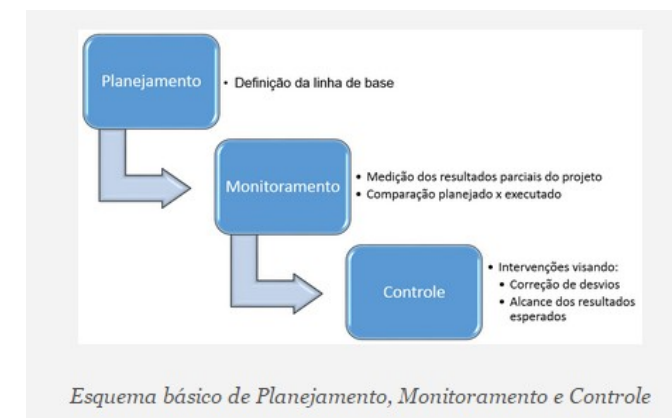 Planejamento
• Definição da linha de base
Monitoramento
• Medição dos resultados parciais do projeto
• Comparação planejado x executado
Controle
• Intervenções visando:
• Correção de desvios
• Alcance dos resultados
esperados
Esquema básico de Planejamento, Monitoramento e Controle